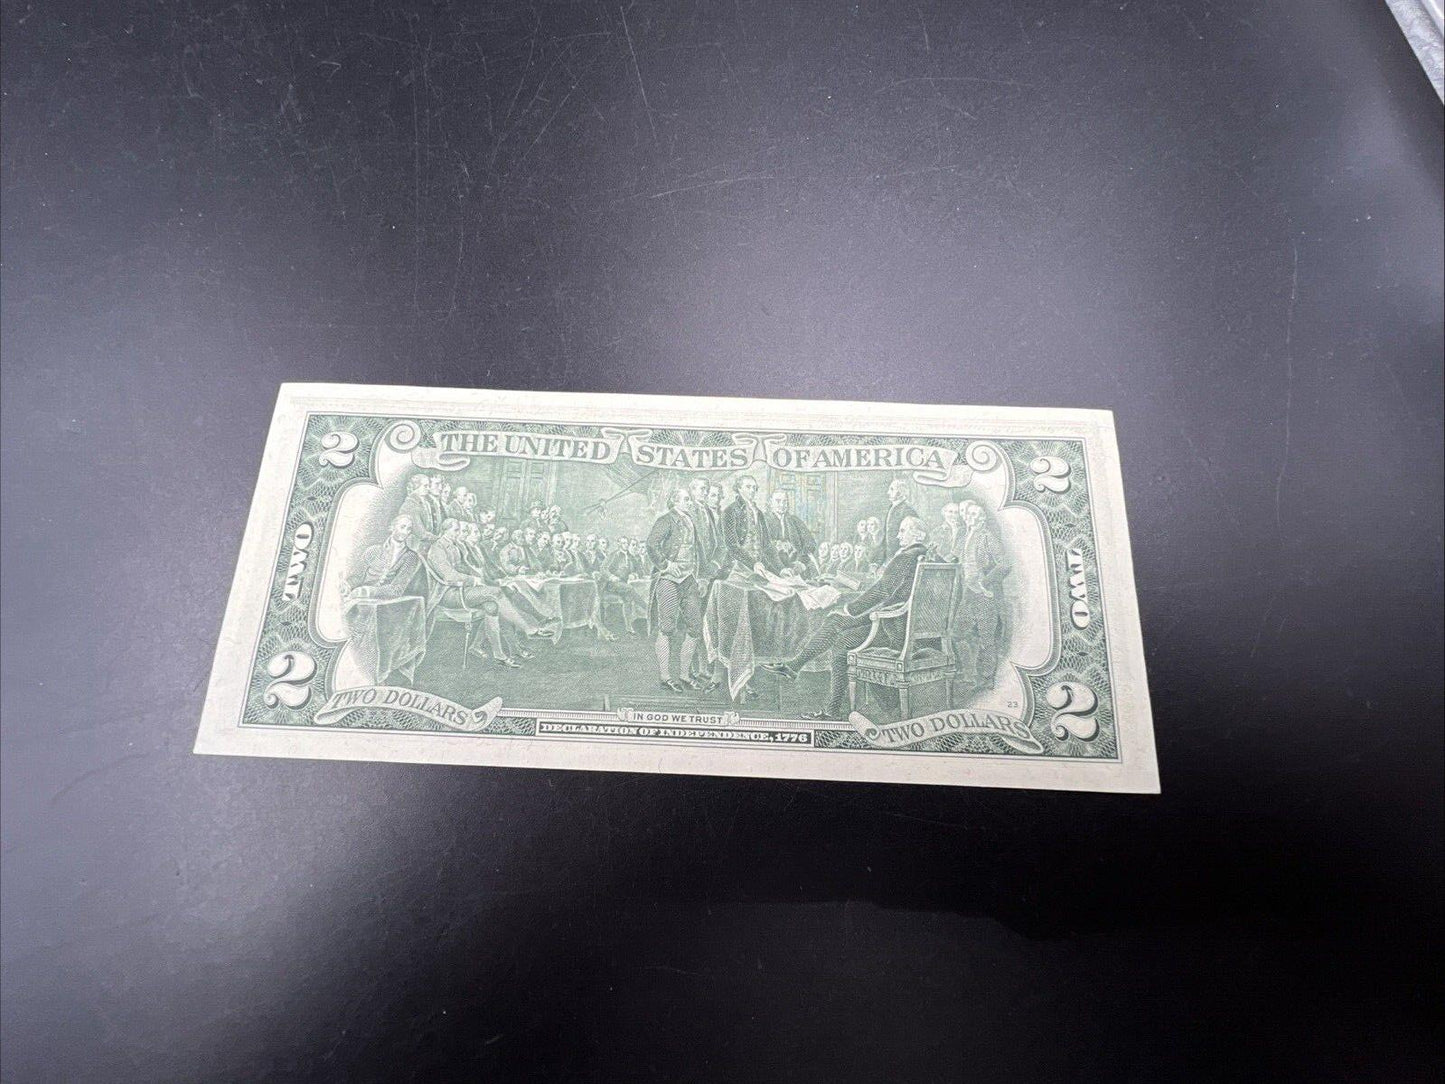 2 THE UNITED STATES OF AMERICA 2
TWO TWO
2 TWO DOLLARS IN GOD WE TRUST 23 TWO DOLLARS 2
DECLARATION OF INDEPENDENCE, 1776